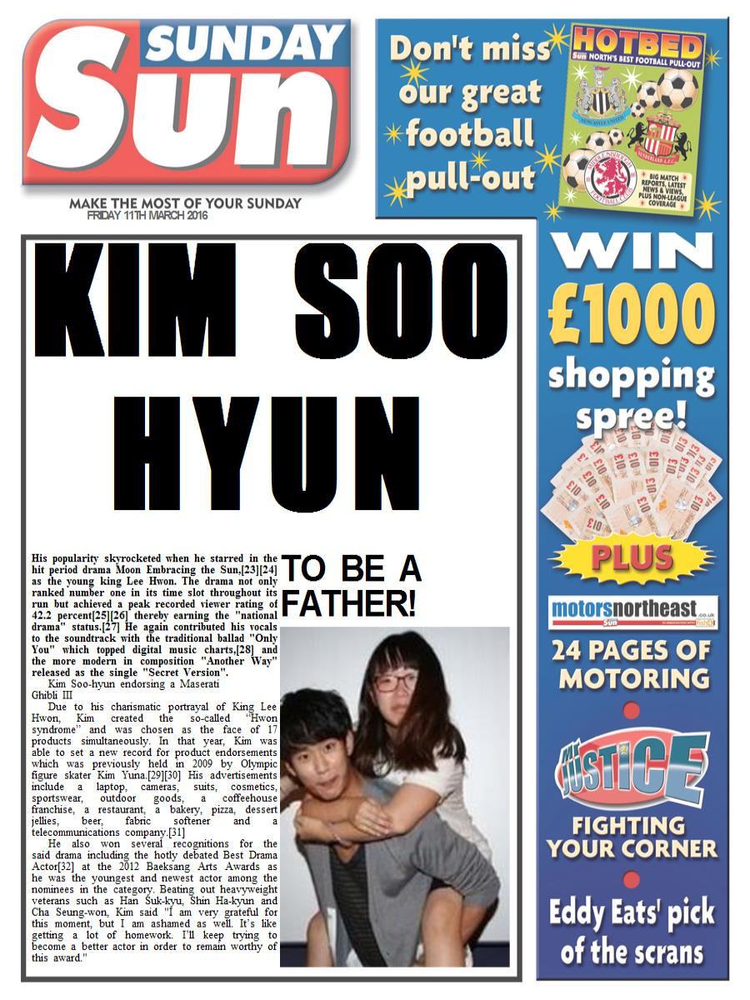 SUNDAY
Sun
MAKE THE MOST OF YOUR SUNDAY
FRIDAY 11TH MARCH 2016
Don't miss
our great
football
pull-out
HOTBED
Sun NORTH'S BEST FOOTBALL PULL-OUT
NEWCASTLE UNITED
SUNDERLAND A.F.C.
MIDDLESBROUGH
FOOTBALL CLUB
BIG MATCH
REPORTS, LATEST
NEWS & VIEWS,
PLUS NON-LEAGUE
COVERAGE
KIM SOO
HYUN
TO BE A
FATHER!
His popularity skyrocketed when he starred in the
hit period drama Moon Embracing the Sun,[23][24]
as the young king Lee Hwon. The drama not only
ranked number one in its time slot throughout its
run but achieved a peak recorded viewer rating of
42.2 percent[25][26] thereby earning the "national
drama" status.[27] He again contributed his vocals
to the soundtrack with the traditional ballad "Only
You" which topped digital music charts,[28] and
the more modern in composition "Another Way"
released as the single "Secret Version".
Kim Soo-hyun endorsing a Maserati
Ghibli III
Due to his charismatic portrayal of King Lee
Hwon, Kim created the so-called “Hwon
syndrome” and was chosen as the face of 17
products simultaneously. In that year, Kim was
able to set a new record for product endorsements
which was previously held in 2009 by Olympic
figure skater Kim Yuna.[29][30] His advertisements
include a laptop, cameras, suits, cosmetics,
sportswear, outdoor goods, a coffeehouse
franchise, a restaurant, a bakery, pizza, dessert
jellies, beer, fabric softener and a
telecommunications company.[31]
He also won several recognitions for the
said drama including the hotly debated Best Drama
Actor[32] at the 2012 Baeksang Arts Awards as
he was the youngest and newest actor among the
nominees in the category. Beating out heavyweight
veterans such as Han Suk-kyu, Shin Ha-kyun and
Cha Seung-won, Kim said "I am very grateful for
this moment, but I am ashamed as well. It’s like
getting a lot of homework. I’ll keep trying to
become a better actor in order to remain worthy of
this award."
WIN
£1000
shopping
spree!
PLUS
motorsnortheast.co.uk
Sun
24 PAGES OF
MOTORING
JUSTICE
FIGHTING
YOUR CORNER
Eddy Eats' pick
of the scrans